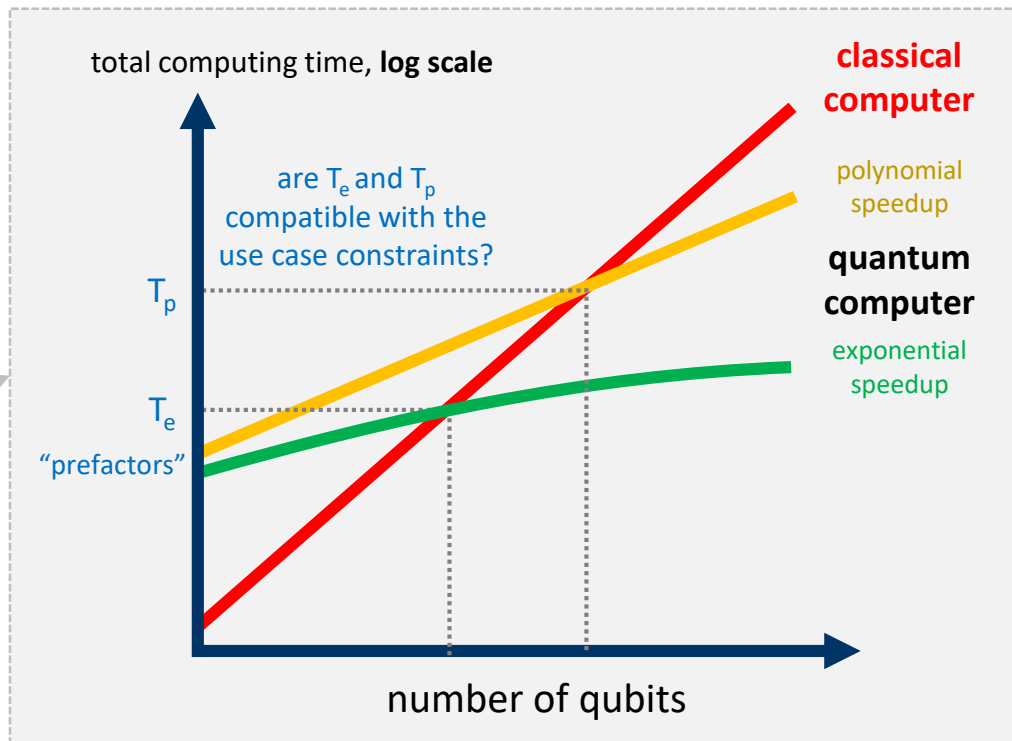 total computing time, log scale
classical
computer
are Te and Tp
compatible with the
use case constraints?
polynomial
speedup
quantum
computer
Tp
exponential
speedup
Te
“prefactors”
number of qubits